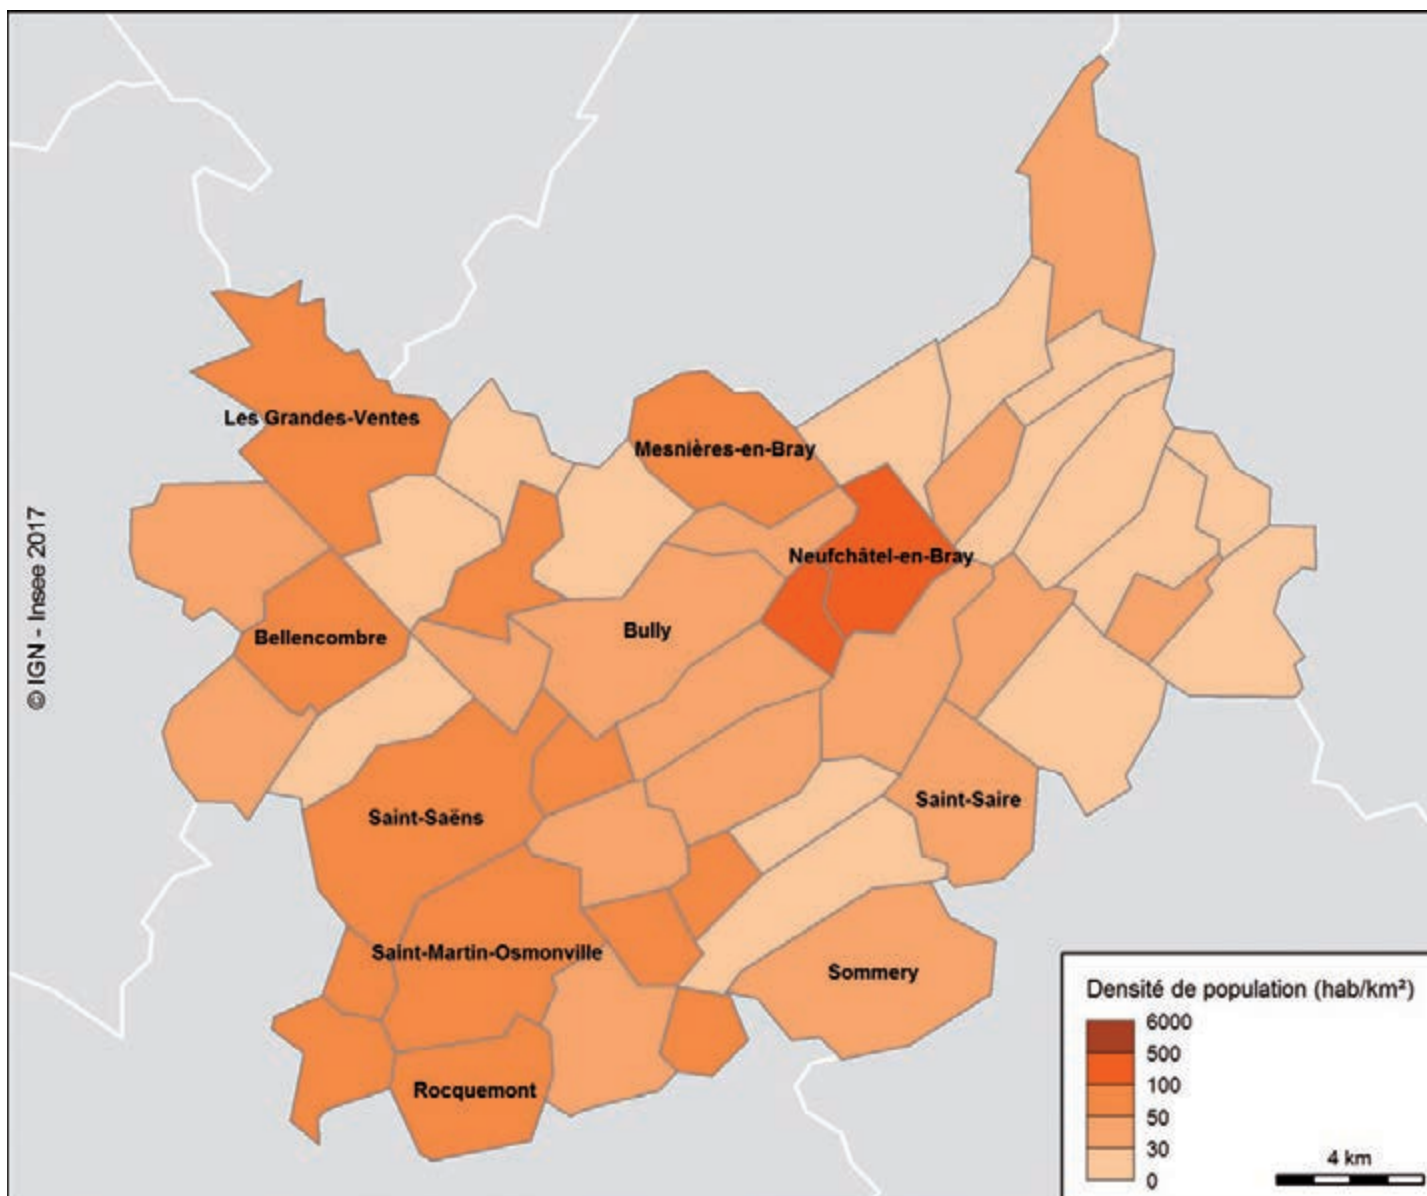 Les Grandes-Ventes
Mesnières-en-Bray
Neufchâtel-en-Bray
Bellencombre
Bully
© IGN - Insee 2017
Saint-Saëns
Saint-Saire
Saint-Martin-Osmonville
Sommery
Rocquemont
Densité de population (hab/km²)
6000
500
100
50
30
0
4 km